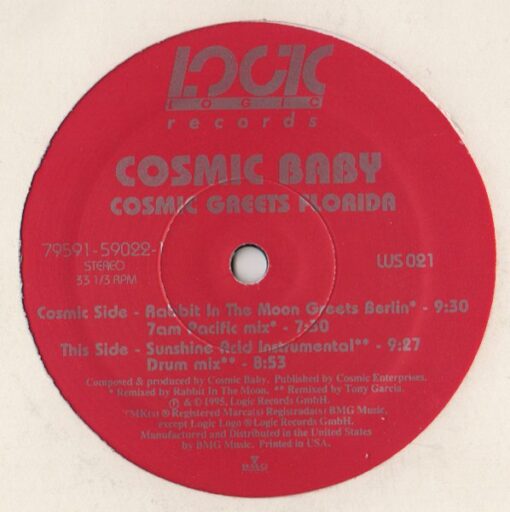 LOGIC
LOGIC
records
COSMIC BABY
COSMIC GREETS FLORIDA
79591-59022-
STEREO
33 1/3 RPM
LUS 021
Cosmic Side - Rabbit In The Moon Greets Berlin* - 9:30
7am Pacific mix* - 7:30
This Side - Sunshine Acid Instrumental** - 9:27
Drum mix** - 8:53
Composed & produced by Cosmic Baby. Published by Cosmic Enterprises.
* Remixed by Rabbit In The Moon. ** Remixed by Tony Garcia.
℗ & © 1995, Logic Records GmbH.
TMK(s) ® Registered Marca(s) Registrada(s) BMG Music,
except Logic Logo ® Logic Records GmbH.
Manufactured and Distributed in the United States
by BMG Music. Printed in USA.
BMG